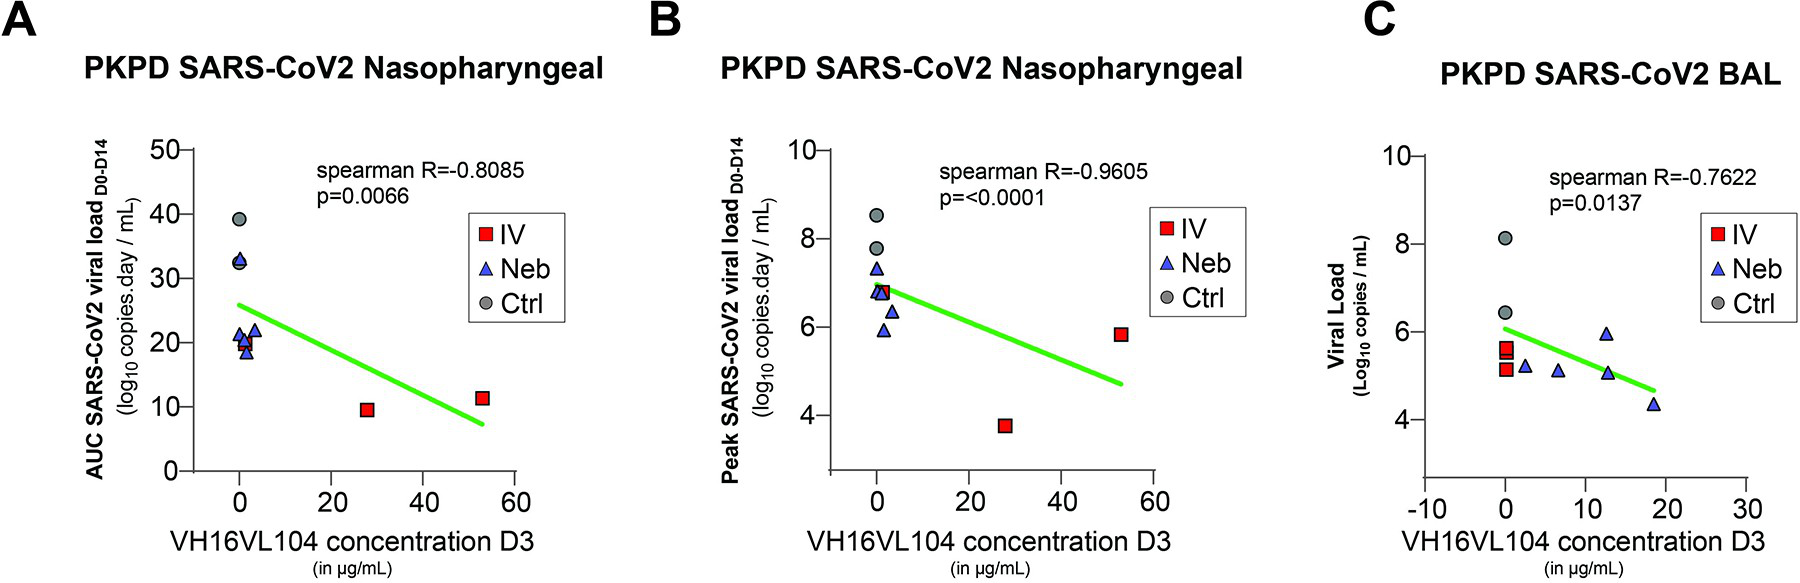 A
PKPD SARS-CoV2 Nasopharyngeal
AUC SARS-CoV2 viral load D0-D14
(log10 copies.day / mL)
50
40
30
20
10
0
spearman R=-0.8085
p=0.0066
IV
Neb
Ctrl
0 20 40 60
VH16VL104 concentration D3
(in µg/mL)
B
PKPD SARS-CoV2 Nasopharyngeal
Peak SARS-CoV2 viral load D0-D14
(log10 copies.day / mL)
10
8
6
4
spearman R=-0.9605
p=<0.0001
IV
Neb
Ctrl
0 20 40 60
VH16VL104 concentration D3
(in µg/mL)
C
PKPD SARS-CoV2 BAL
Viral Load
(Log10 copies / mL)
10
8
6
4
spearman R=-0.7622
p=0.0137
IV
Neb
Ctrl
-10 0 10 20 30
VH16VL104 concentration D3
(in µg/mL)